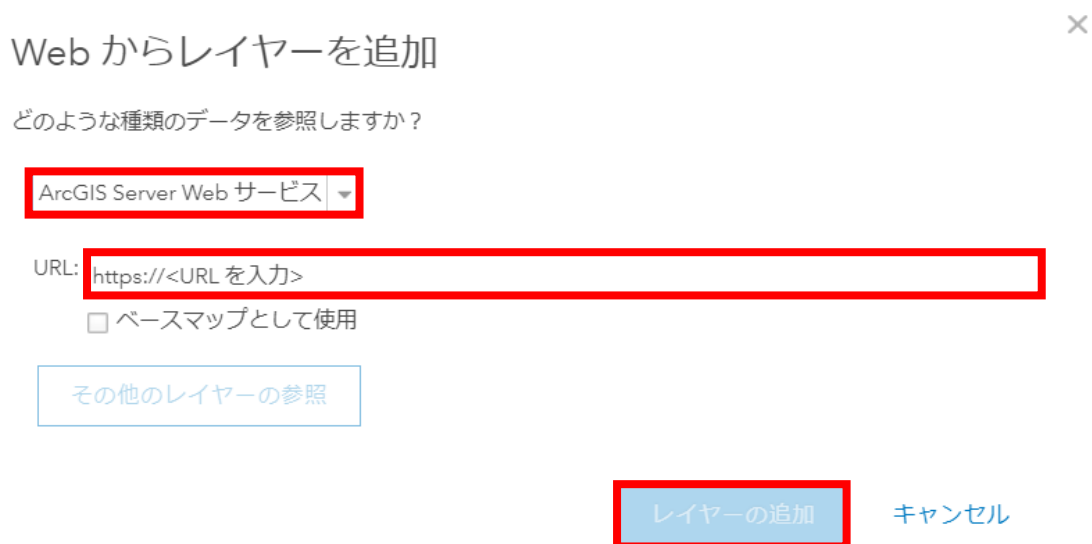 Web からレイヤーを追加
どのような種類のデータを参照しますか？
ArcGIS Server Web サービス
URL: https://<URL を入力>
ベースマップとして使用
その他のレイヤーの参照
レイヤーの追加 キャンセル